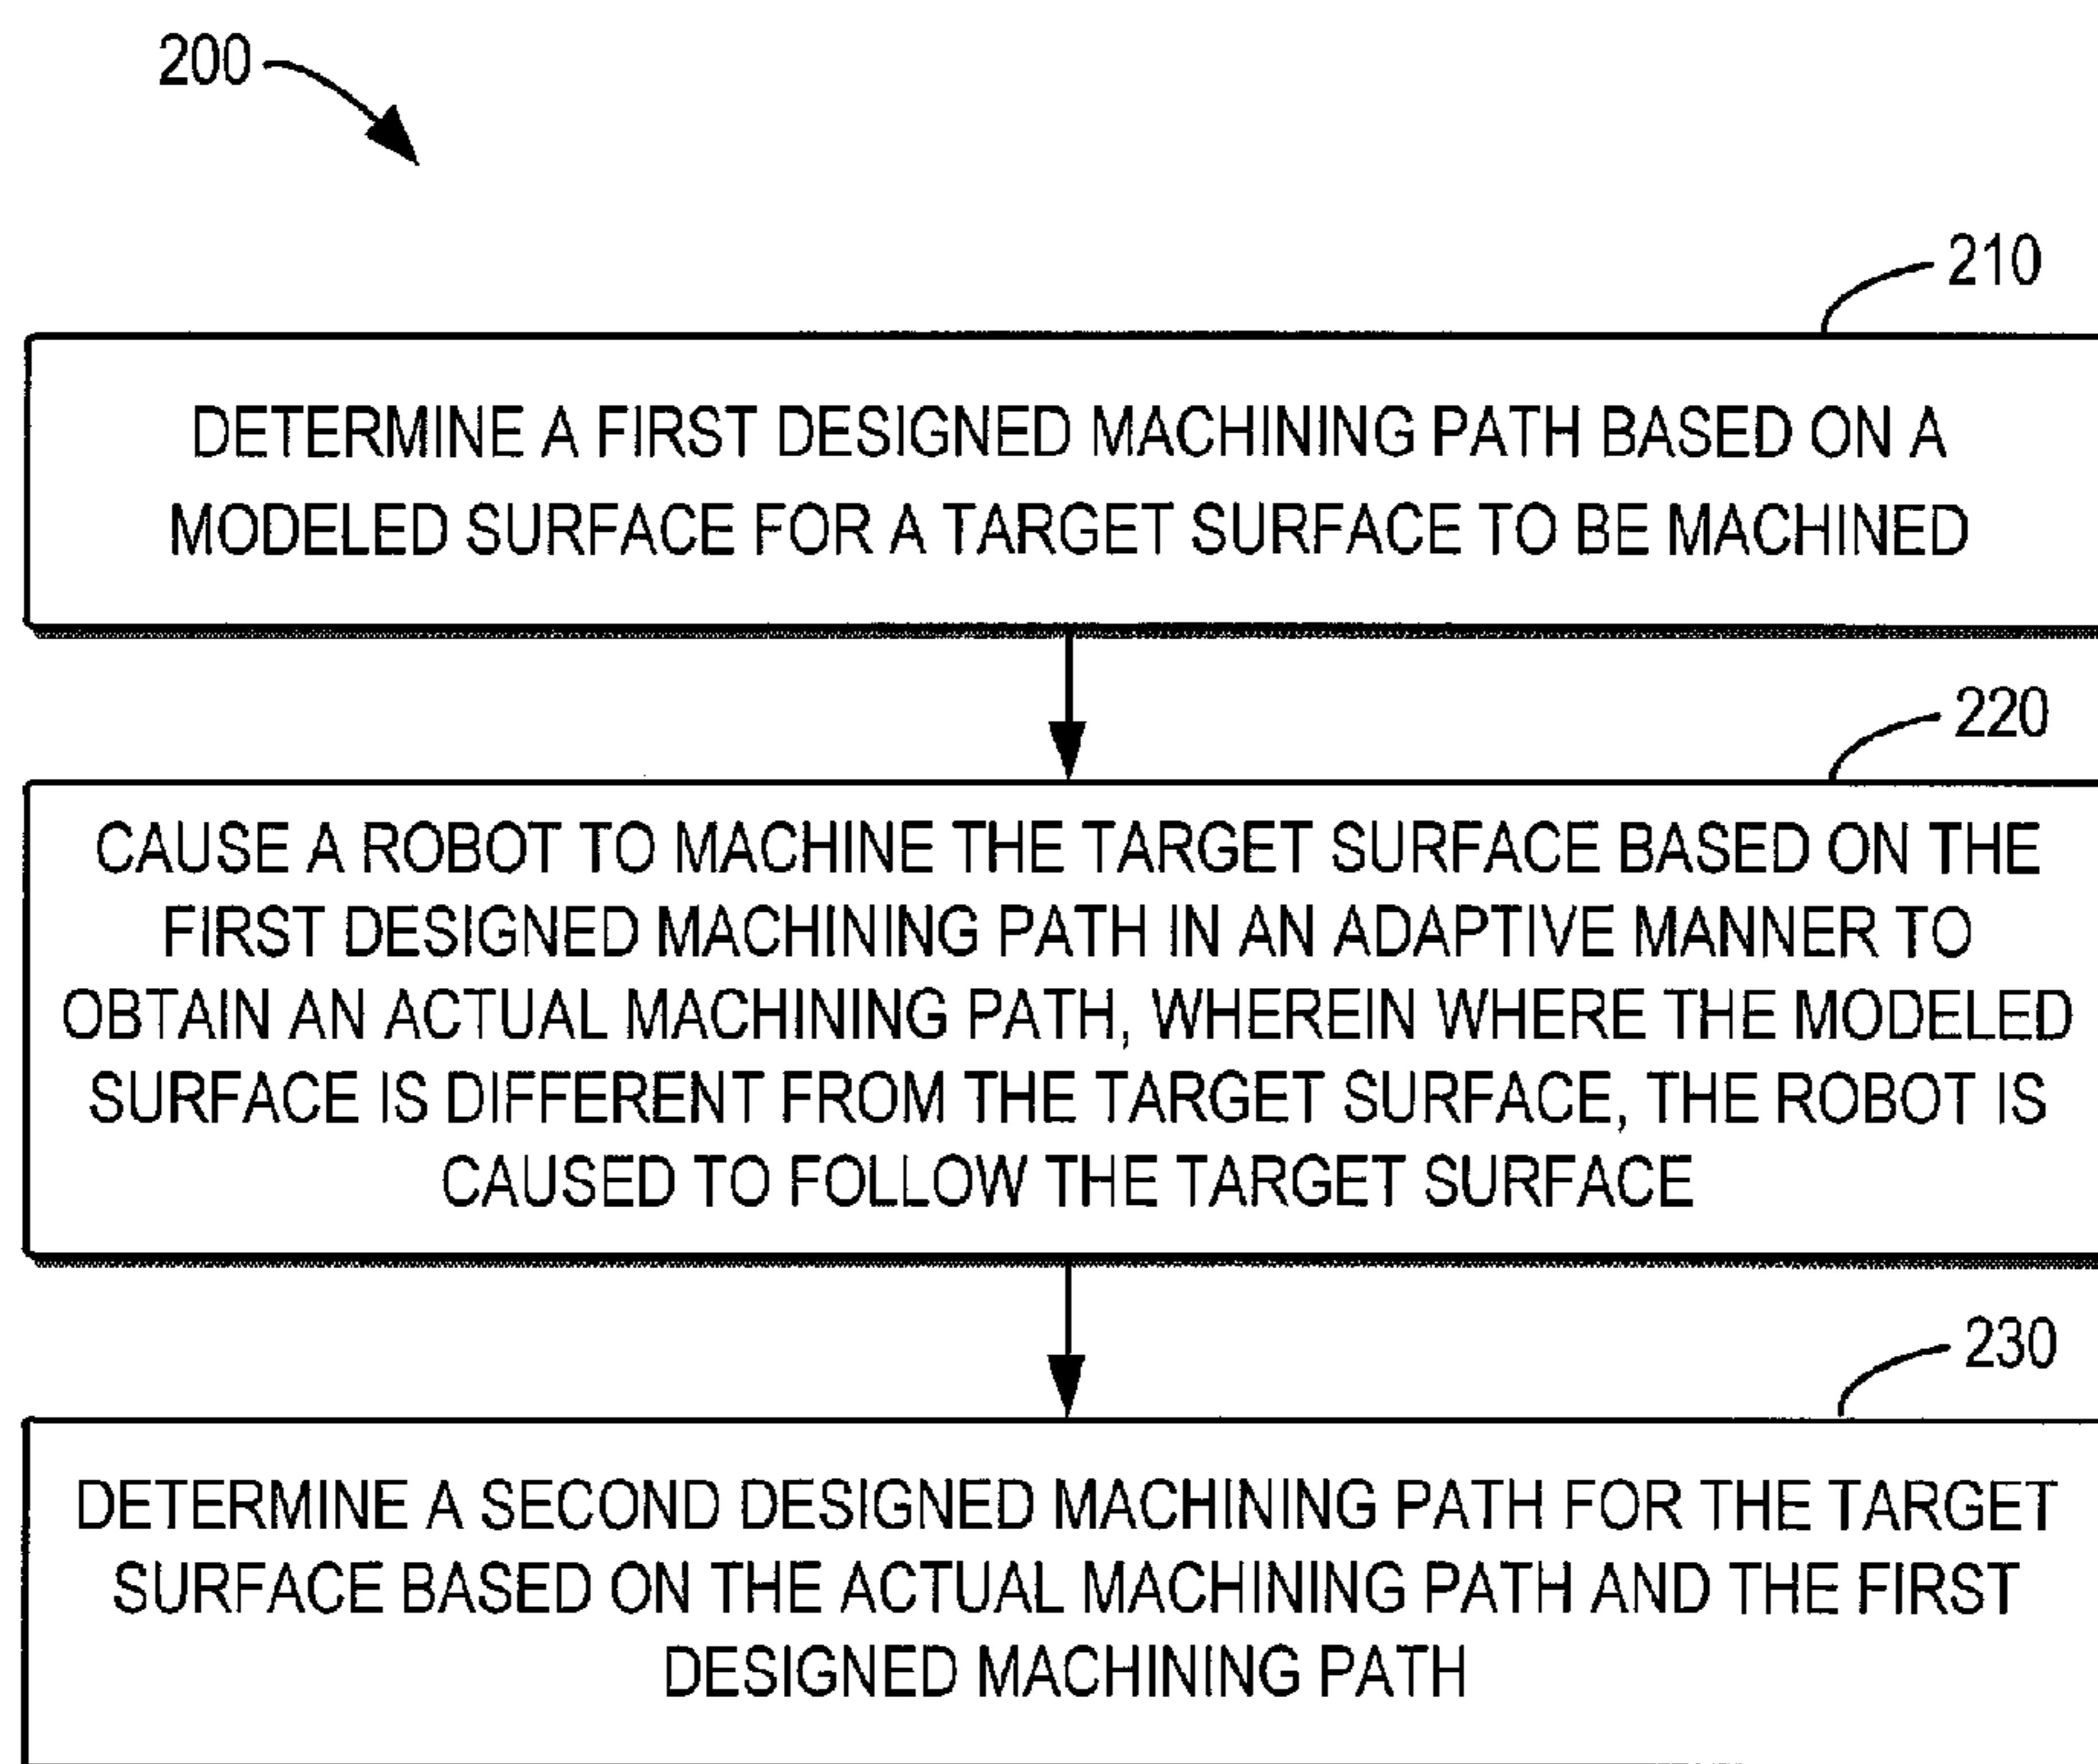 200
210
DETERMINE A FIRST DESIGNED MACHINING PATH BASED ON A
MODELED SURFACE FOR A TARGET SURFACE TO BE MACHINED
220
CAUSE A ROBOT TO MACHINE THE TARGET SURFACE BASED ON THE
FIRST DESIGNED MACHINING PATH IN AN ADAPTIVE MANNER TO
OBTAIN AN ACTUAL MACHINING PATH, WHEREIN WHERE THE MODELED
SURFACE IS DIFFERENT FROM THE TARGET SURFACE, THE ROBOT IS
CAUSED TO FOLLOW THE TARGET SURFACE
230
DETERMINE A SECOND DESIGNED MACHINING PATH FOR THE TARGET
SURFACE BASED ON THE ACTUAL MACHINING PATH AND THE FIRST
DESIGNED MACHINING PATH